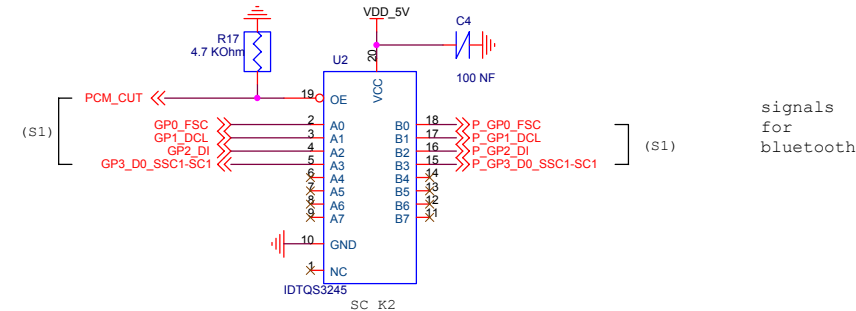 VDD_5V
C4
R17
4.7 KOhm
U2
20
100 NF
VCC
PCM_CUT
19
OE
GP0_FSC
2
A0
B0
18
P_GP0_FSC
GP1_DCL
3
A1
B1
17
P_GP1_DCL
GP2_DI
4
A2
B2
16
P_GP2_DI
GP3_D0_SSC1-SC1
5
A3
B3
15
P_GP3_D0_SSC1-SC1
6
A4
B4
14
7
A5
B5
13
8
A6
B6
12
9
A7
B7
11
(S1)
(S1)
signals
for
bluetooth
10
GND
1
NC
IDTQS3245
SC K2